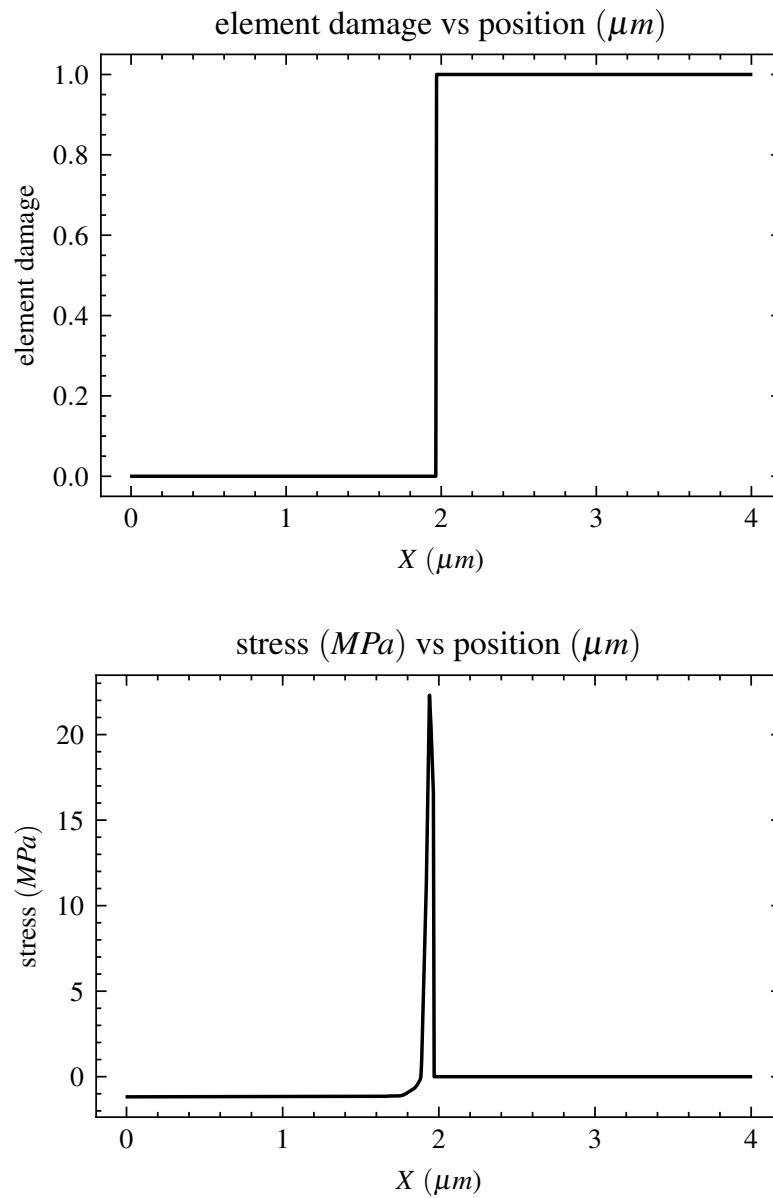 element damage vs position (μm)
1.0
0.8
0.6
0.4
0.2
0.0
element damage
0 1 2 3 4
X (μm)
stress (MPa) vs position (μm)
20
15
10
5
0
stress (MPa)
0 1 2 3 4
X (μm)